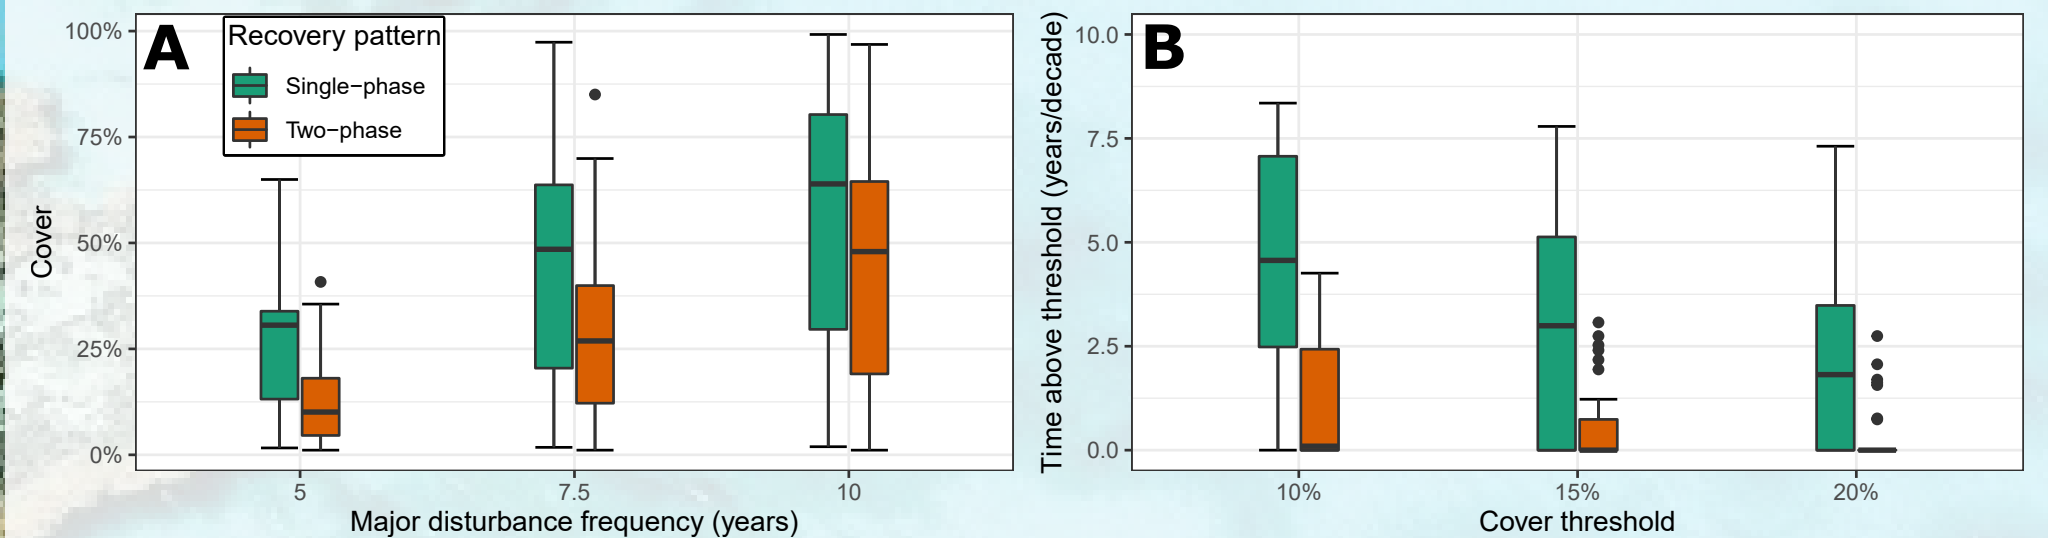 A
Recovery pattern
Single−phase
Two−phase
100%
75%
50%
25%
0%
Cover
5
7.5
10
Major disturbance frequency (years)
B
10.0
7.5
5.0
2.5
0.0
Time above threshold (years/decade)
10%
15%
20%
Cover threshold